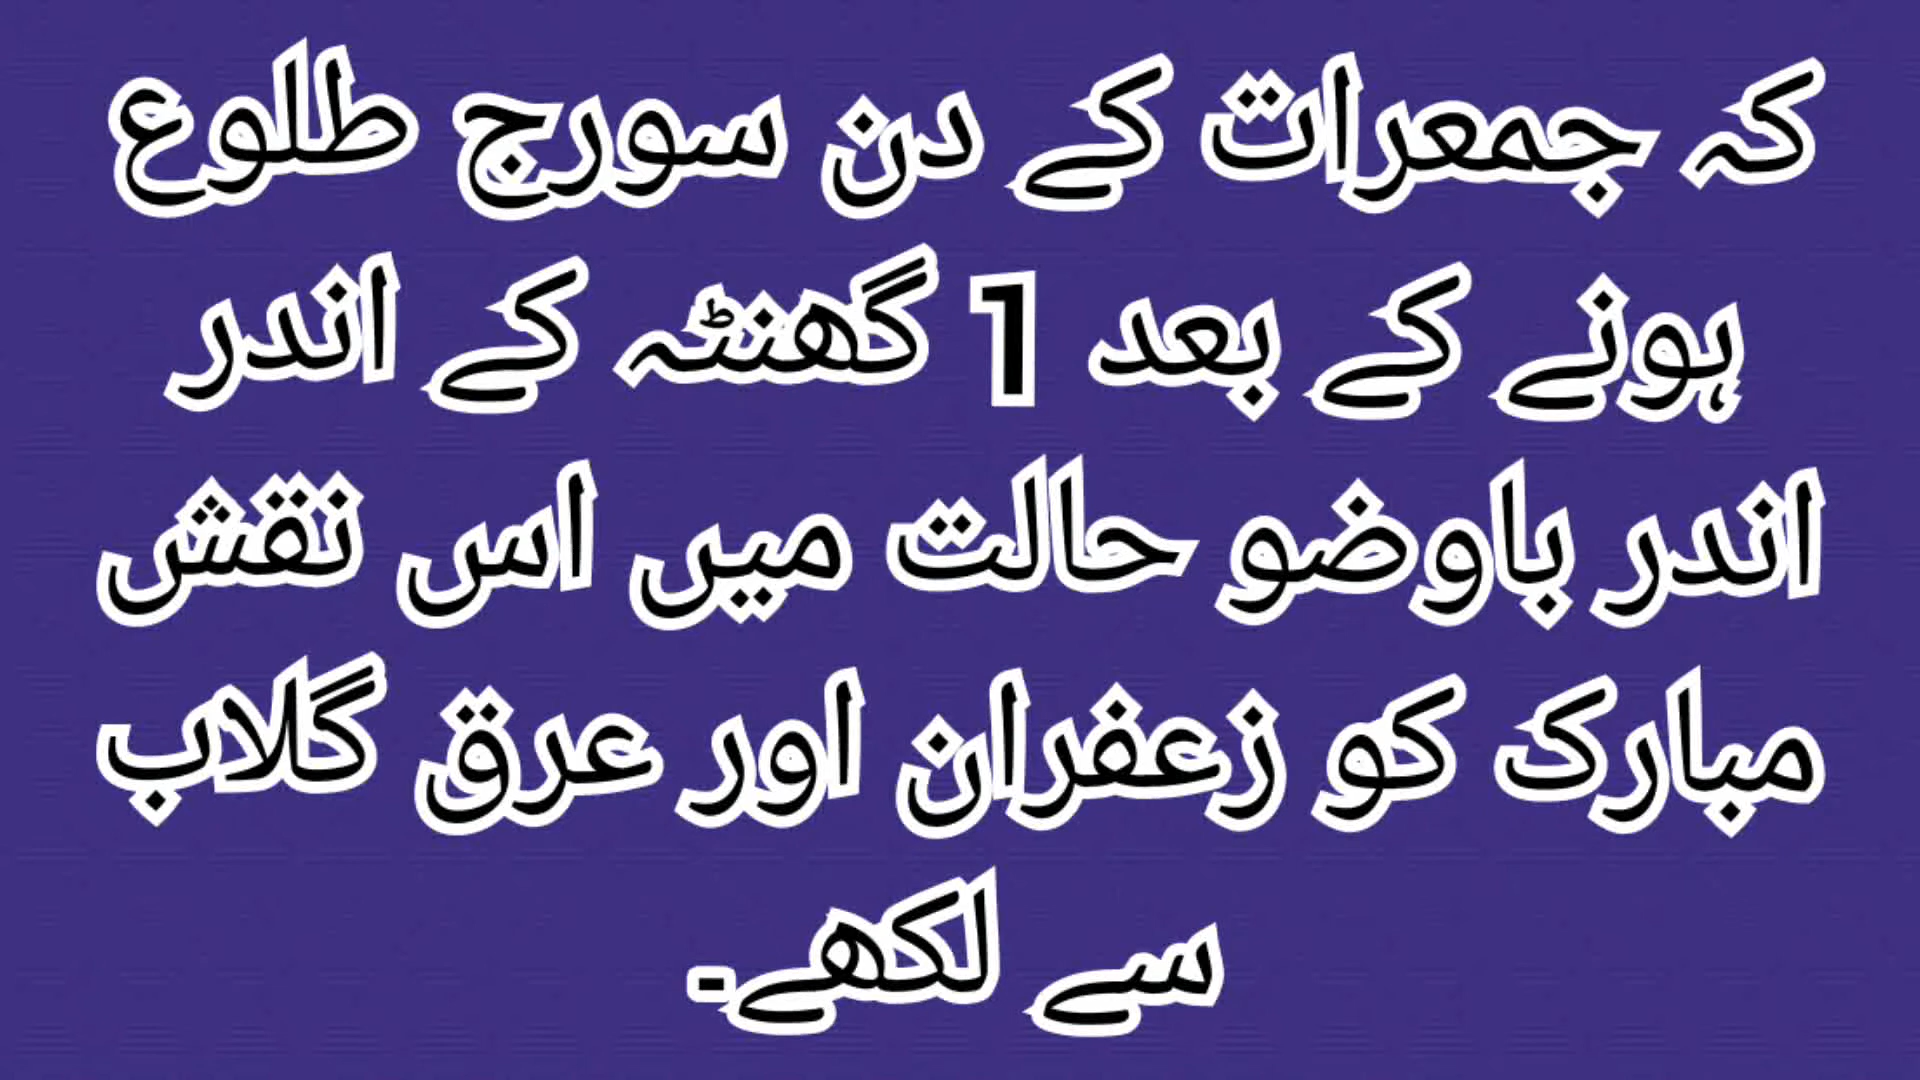 کہ جمعرات کے دن سورج طلوع
ہونے کے بعد 1 گھنٹہ کے اندر
اندر باوضو حالت میں اس نقش
مبارک کو زعفران اور عرق گلاب
سے لکھے۔